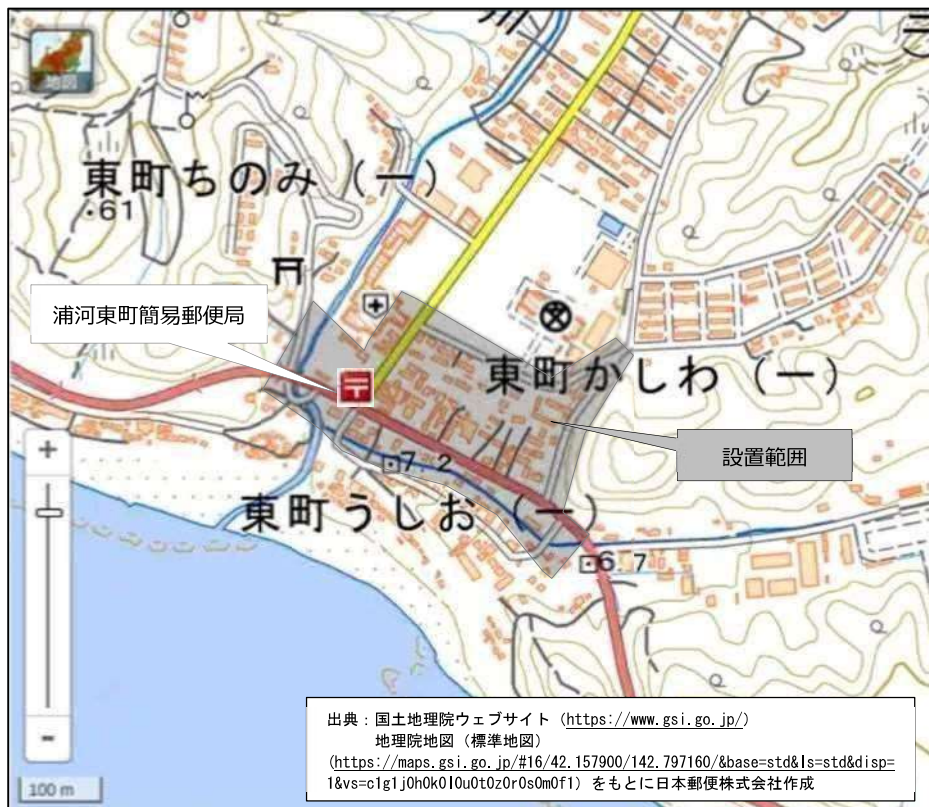 地図
東町ちのみ(一)
・61
浦河東町簡易郵便局
東町かしわ(一)
設置範囲
7.2
東町うしお(一)
6.7
+
-
100 m
出典:国土地理院ウェブサイト(https://www.gsi.go.jp/)
地理院地図(標準地図)
(https://maps.gsi.go.jp/#16/42.157900/142.797160/&base=std&ls=std&disp=
1&vs=c1g1j0h0k0l0u0t0z0r0s0m0f1)をもとに日本郵便株式会社作成